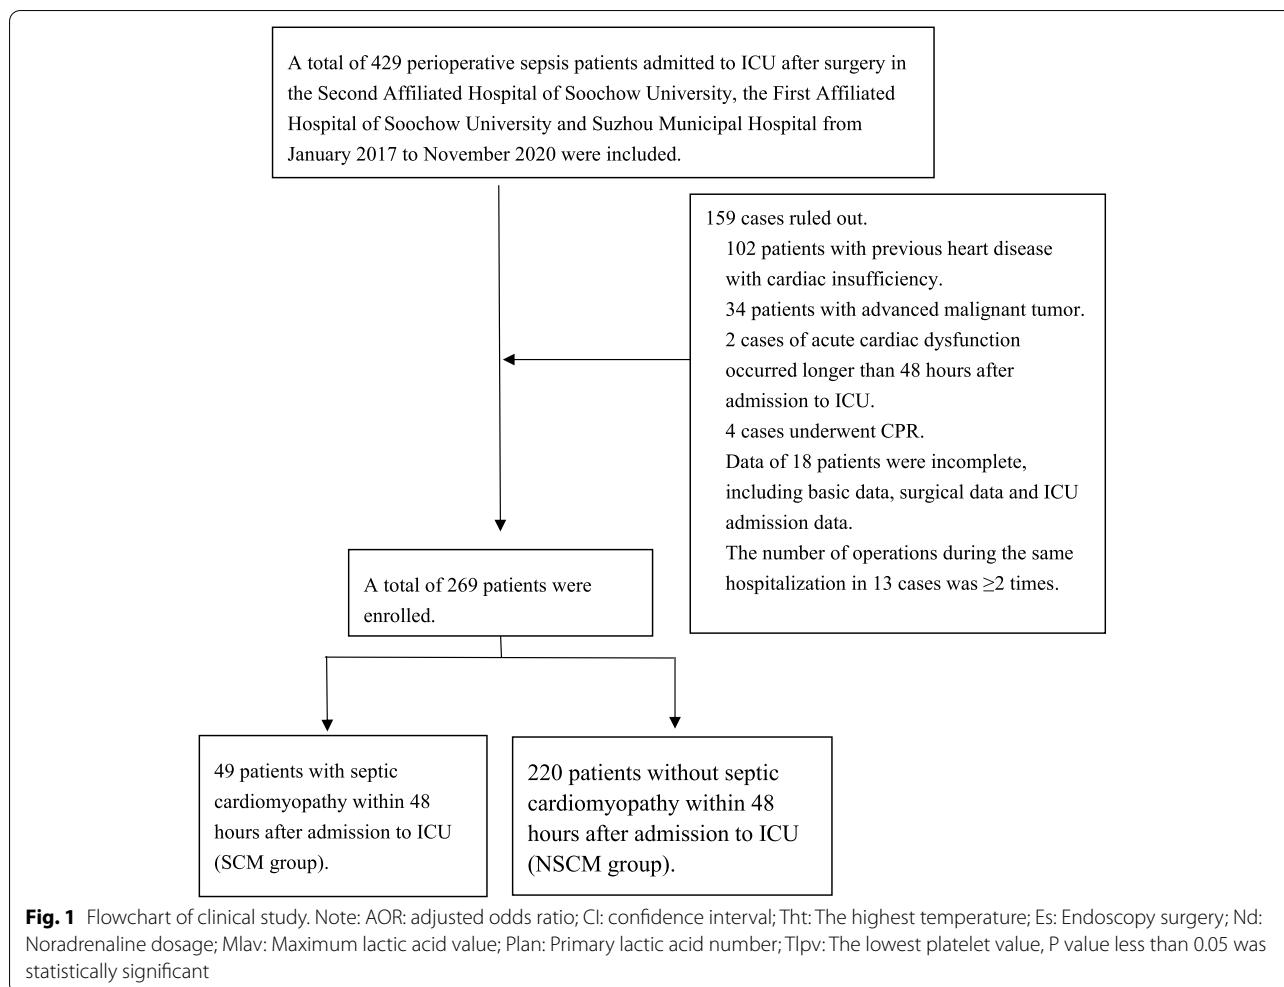 A total of 429 perioperative sepsis patients admitted to ICU after surgery in
the Second Affiliated Hospital of Soochow University, the First Affiliated
Hospital of Soochow University and Suzhou Municipal Hospital from
January 2017 to November 2020 were included.
159 cases ruled out.
102 patients with previous heart disease
with cardiac insufficiency.
34 patients with advanced malignant tumor.
2 cases of acute cardiac dysfunction
occurred longer than 48 hours after
admission to ICU.
4 cases underwent CPR.
Data of 18 patients were incomplete,
including basic data, surgical data and ICU
admission data.
The number of operations during the same
hospitalization in 13 cases was ≥2 times.
A total of 269 patients were
enrolled.
49 patients with septic
cardiomyopathy within 48
hours after admission to ICU
(SCM group).
220 patients without septic
cardiomyopathy within 48
hours after admission to ICU
(NSCM group).
Fig. 1 Flowchart of clinical study. Note: AOR: adjusted odds ratio; CI: confidence interval; Tht: The highest temperature; Es: Endoscopy surgery; Nd:
Noradrenaline dosage; Mlav: Maximum lactic acid value; Plan: Primary lactic acid number; Tlpv: The lowest platelet value, P value less than 0.05 was
statistically significant